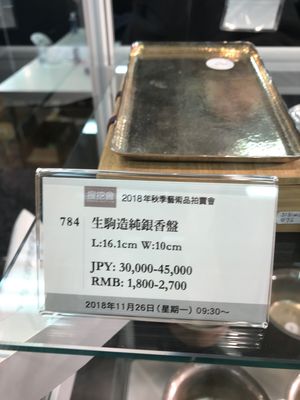 2018年秋季藝術品拍賣會
784 生駒造純銀香盤
L:16.1cm W:10cm
JPY: 30,000-45,000
RMB: 1,800-2,700
2018年11月26日(星期一) 09:30～